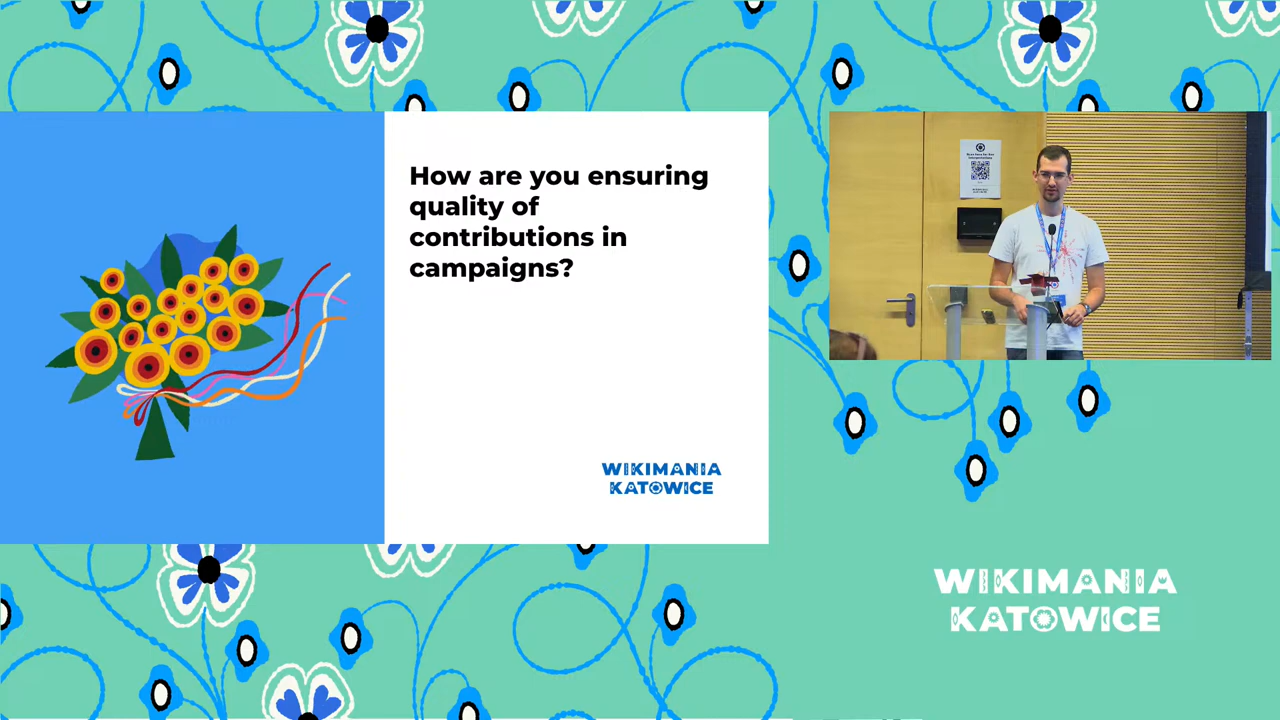 How are you ensuring
quality of
contributions in
campaigns?
WIKIMANIA
KATOWICE
WIKIMANIA
KATOWICE